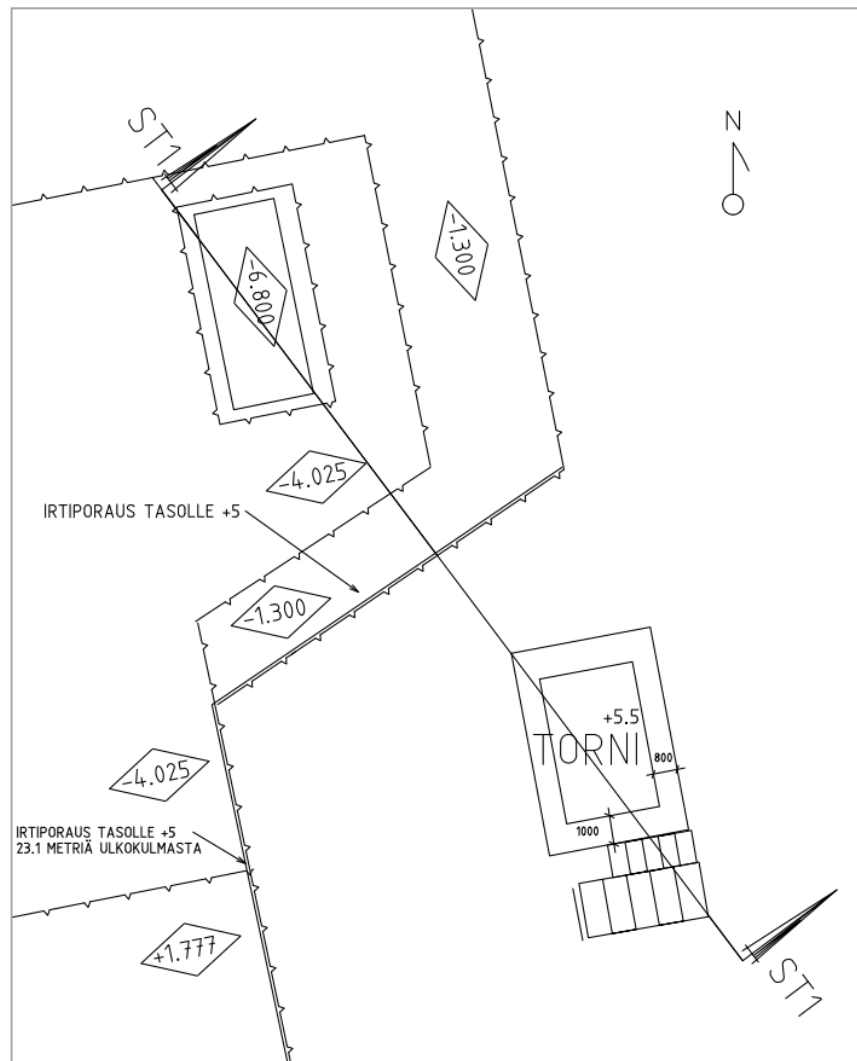 ST1
N
-1.300
-6.800
-4.025
IRTIPORAUS TASOLLE +5
-1.300
+5.5
TORNI
800
-4.025
1000
IRTIPORAUS TASOLLE +5
23.1 METRIÄ ULKOKULMASTA
+1.777
ST1